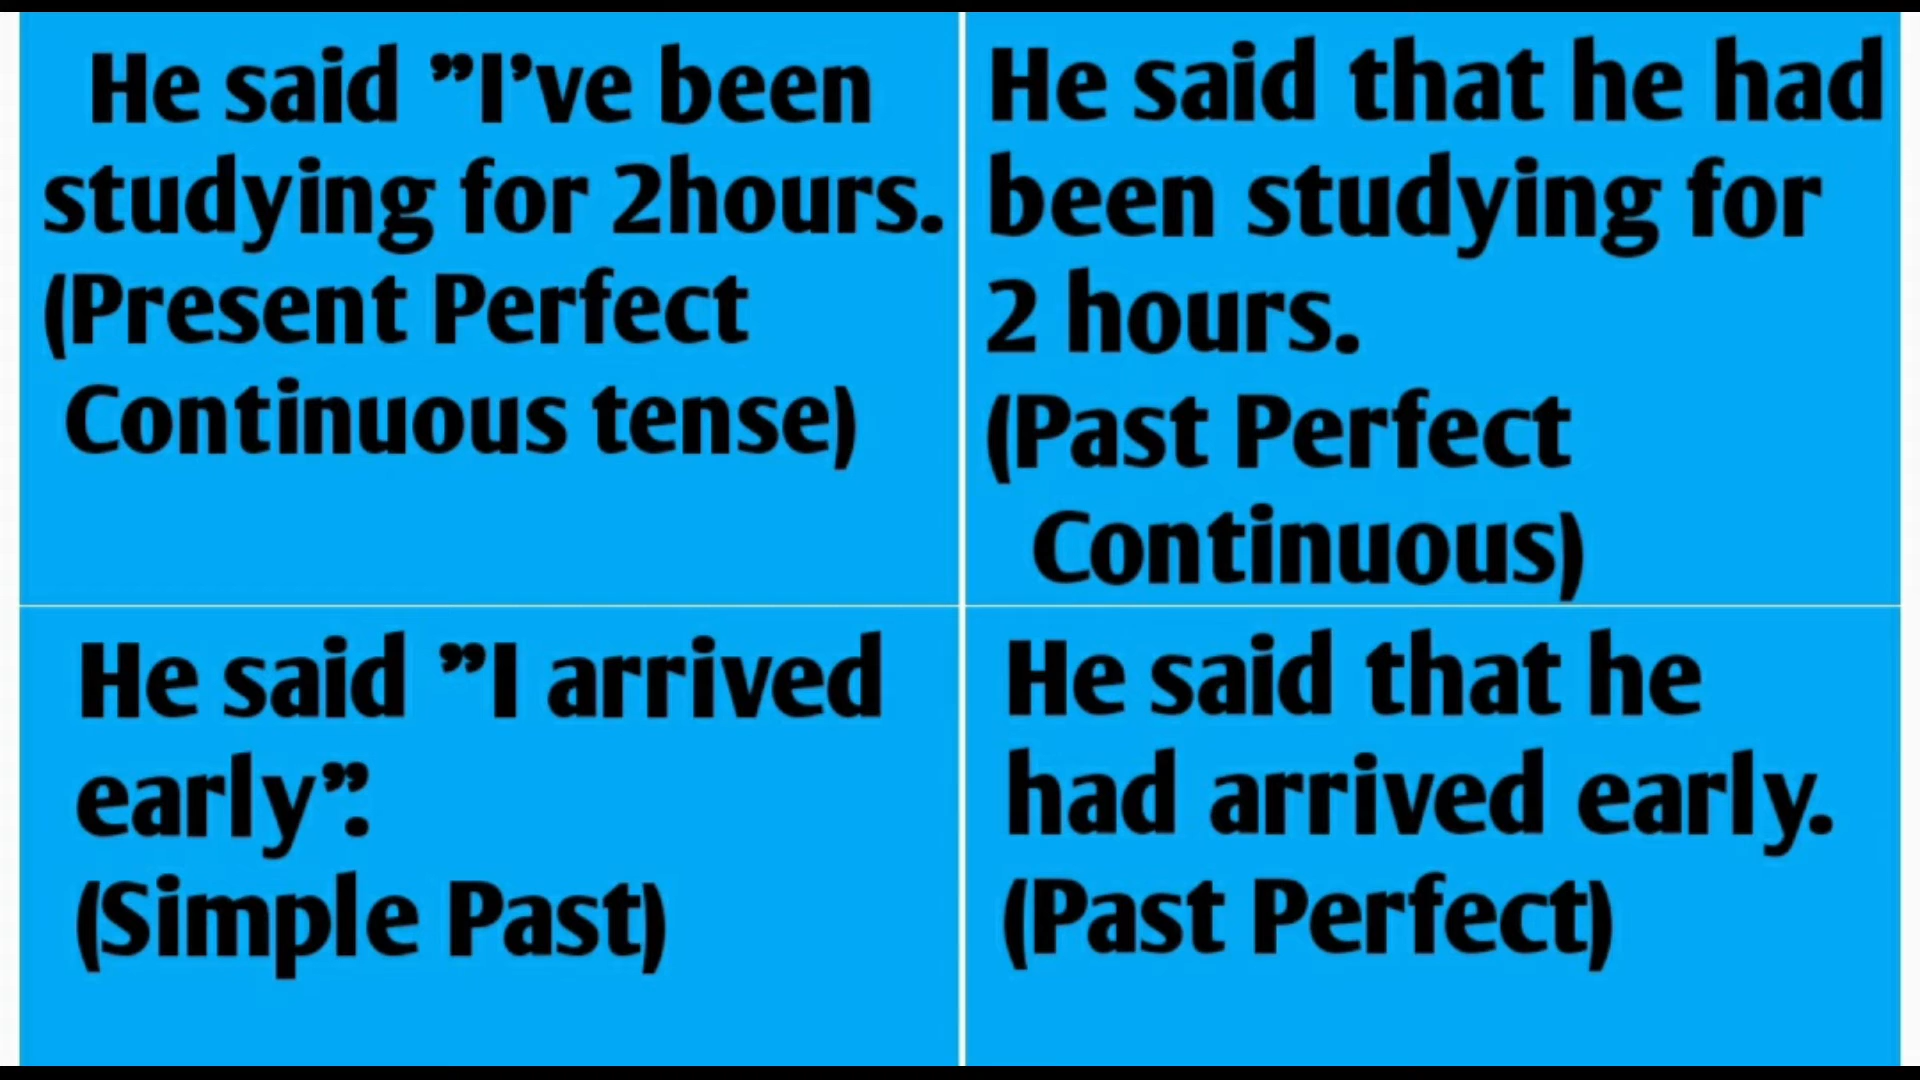 He said ”I’ve been
studying for 2hours.
(Present Perfect
Continuous tense)
He said that he had
been studying for
2 hours.
(Past Perfect
Continuous)
He said ”I arrived
early”.
(Simple Past)
He said that he
had arrived early.
(Past Perfect)